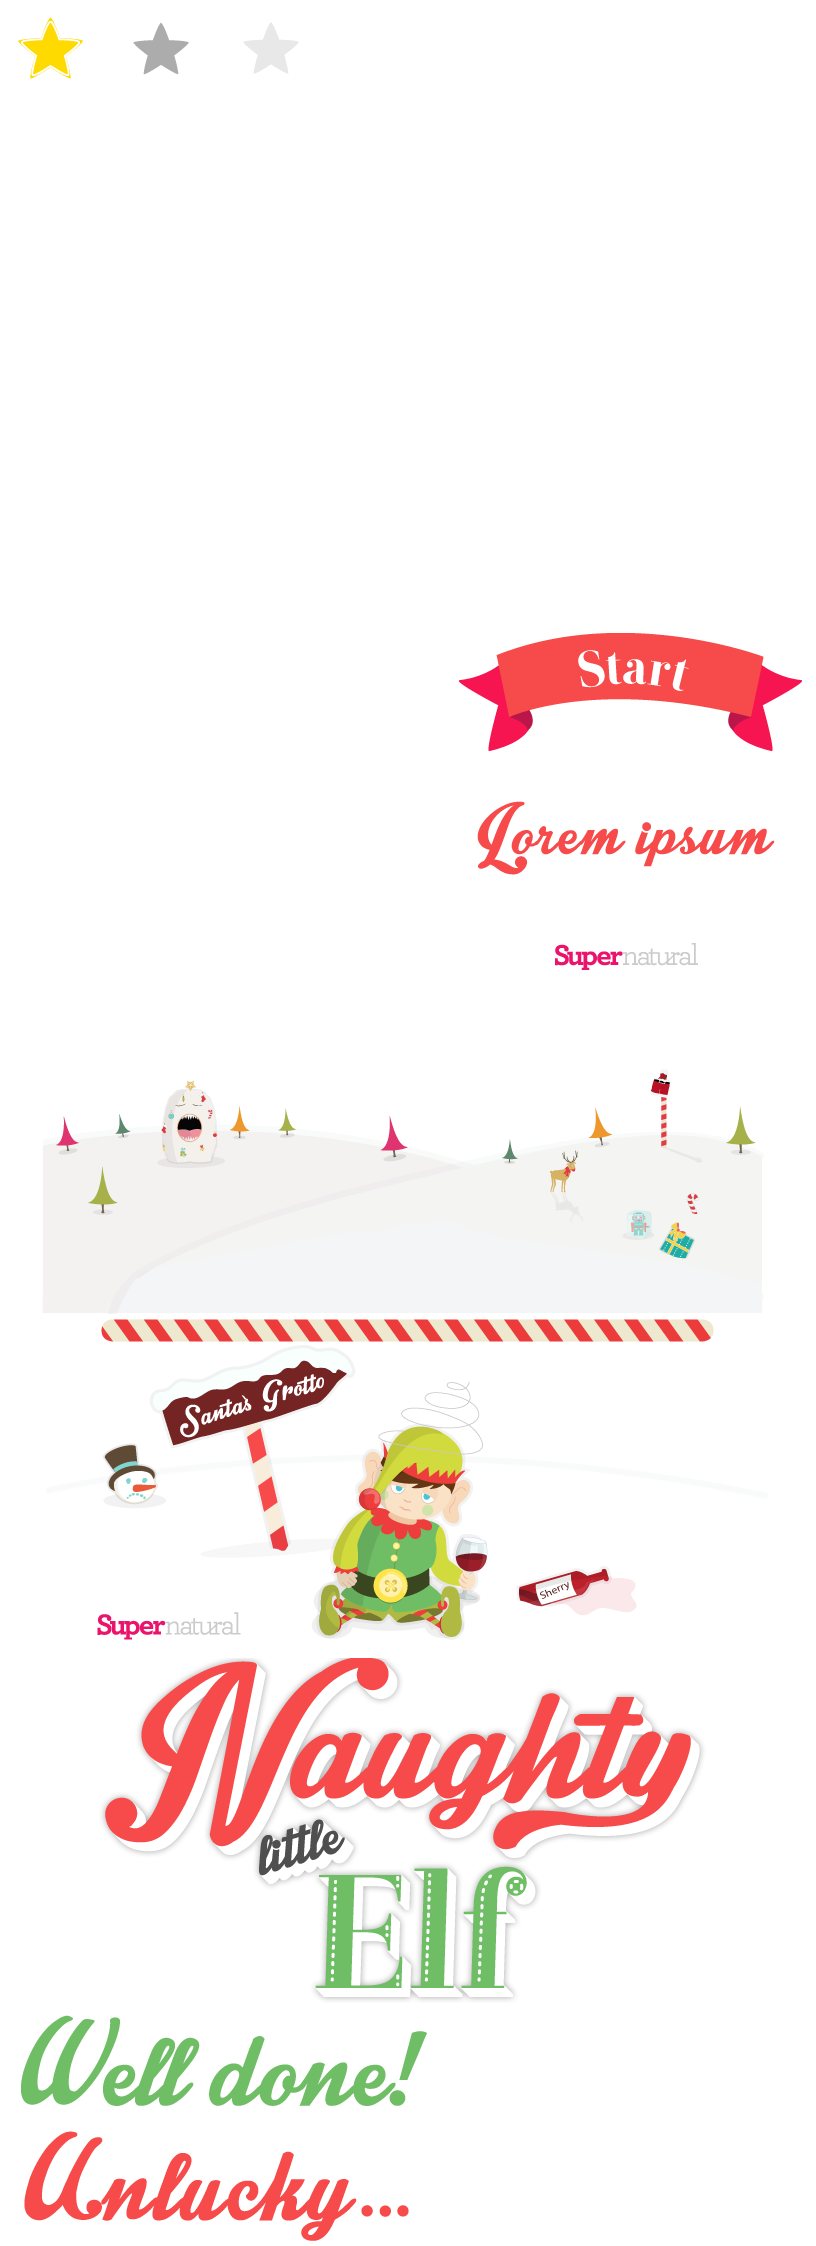 Start
Lorem ipsum
Supernatural
Santa's Grotto
Sherry
Supernatural
Naughty
little
Elf
Well done!
Unlucky...